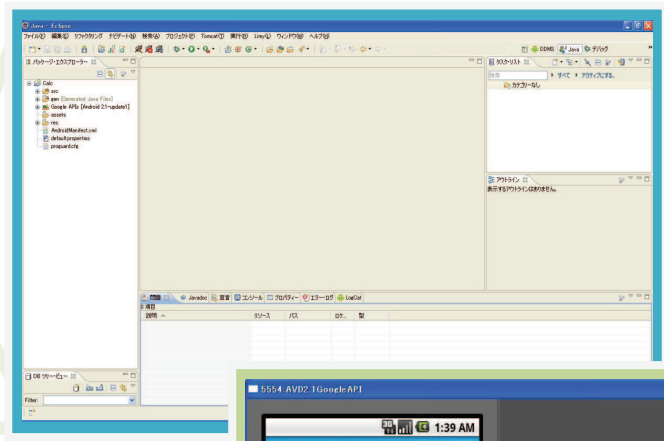 Java - Eclipse
ファイル(F) 編集(E) リファクタリング ナビゲート(N) 検索(A) プロジェクト(P) Tomcat(T) 実行(R) Liny(L) ウィンドウ(W) ヘルプ(H)
DDMS Java デバッグ
パッケージ・エクスプローラー
タスク・リスト
検索 すべて アクティブにする..
カテゴリーなし
Calc
src
gen [Generated Java Files]
Google APIs [Android 2.1-update1]
assets
res
AndroidManifest.xml
default.properties
proguard.cfg
アウトライン
表示するアウトラインはありません。
問題 Javadoc 宣言 コンソール プロパティー エラー・ログ LogCat
0 項目
説明 リソース パス ロケ.. 型
DB ツリー・ビュー
Filter:
5554:AVD2.1GoogleAPI
3G 1:39 AM